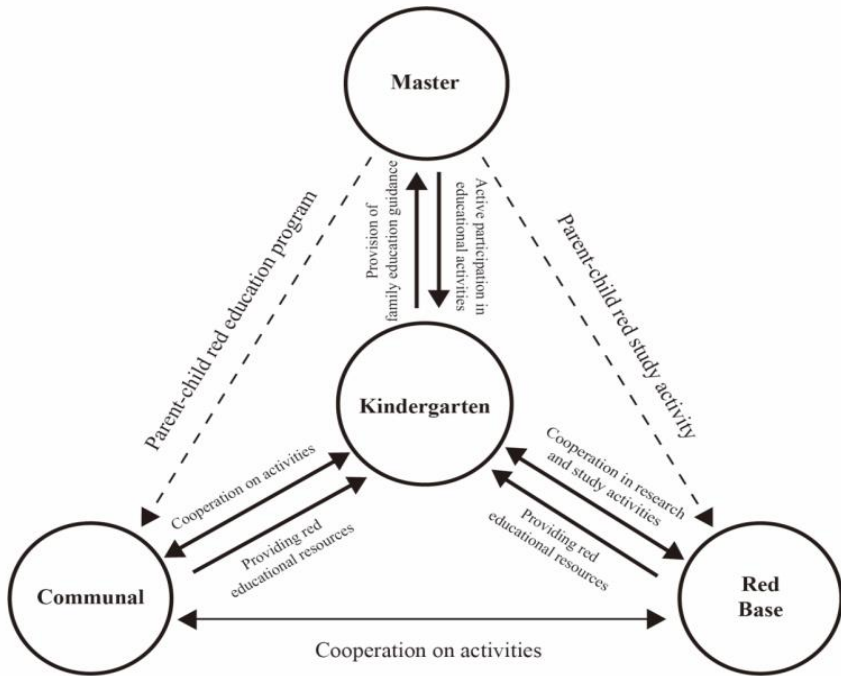 Master
Provision of
family education guidance
Active participation in
educational activities
Parent-child red education program
Parent-child red study activity
Kindergarten
Cooperation on activities
Providing red
educational resources
Cooperation in research
and study activities
Providing red
educational resources
Communal
Red
Base
Cooperation on activities